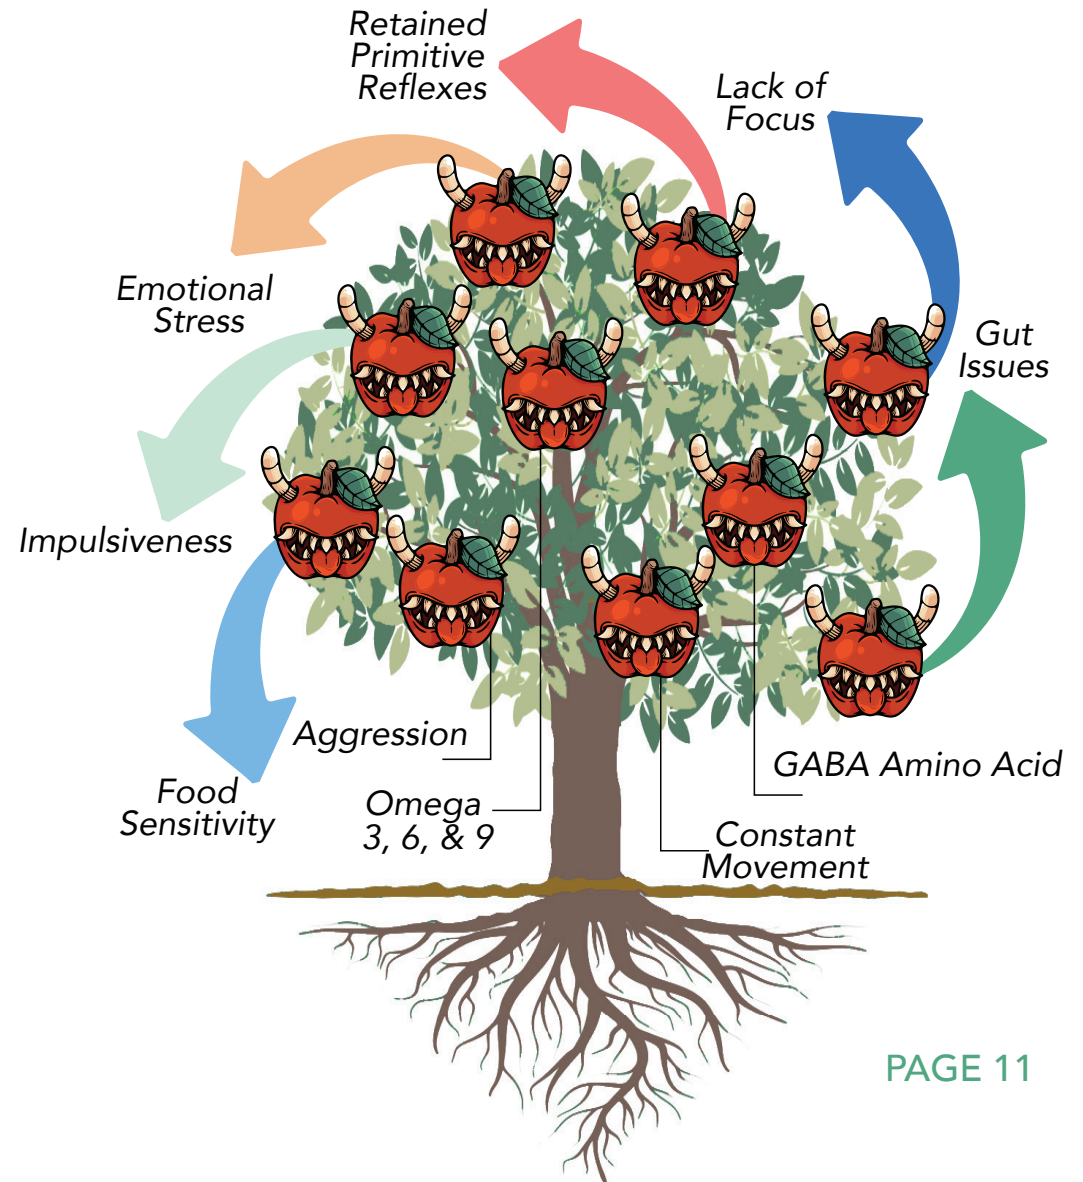 Retained
Primitive
Reflexes
Lack of
Focus
Emotional
Stress
Gut
Issues
Impulsiveness
Aggression
GABA Amino Acid
Food
Sensitivity
Omega
3, 6, & 9
Constant
Movement
PAGE 11